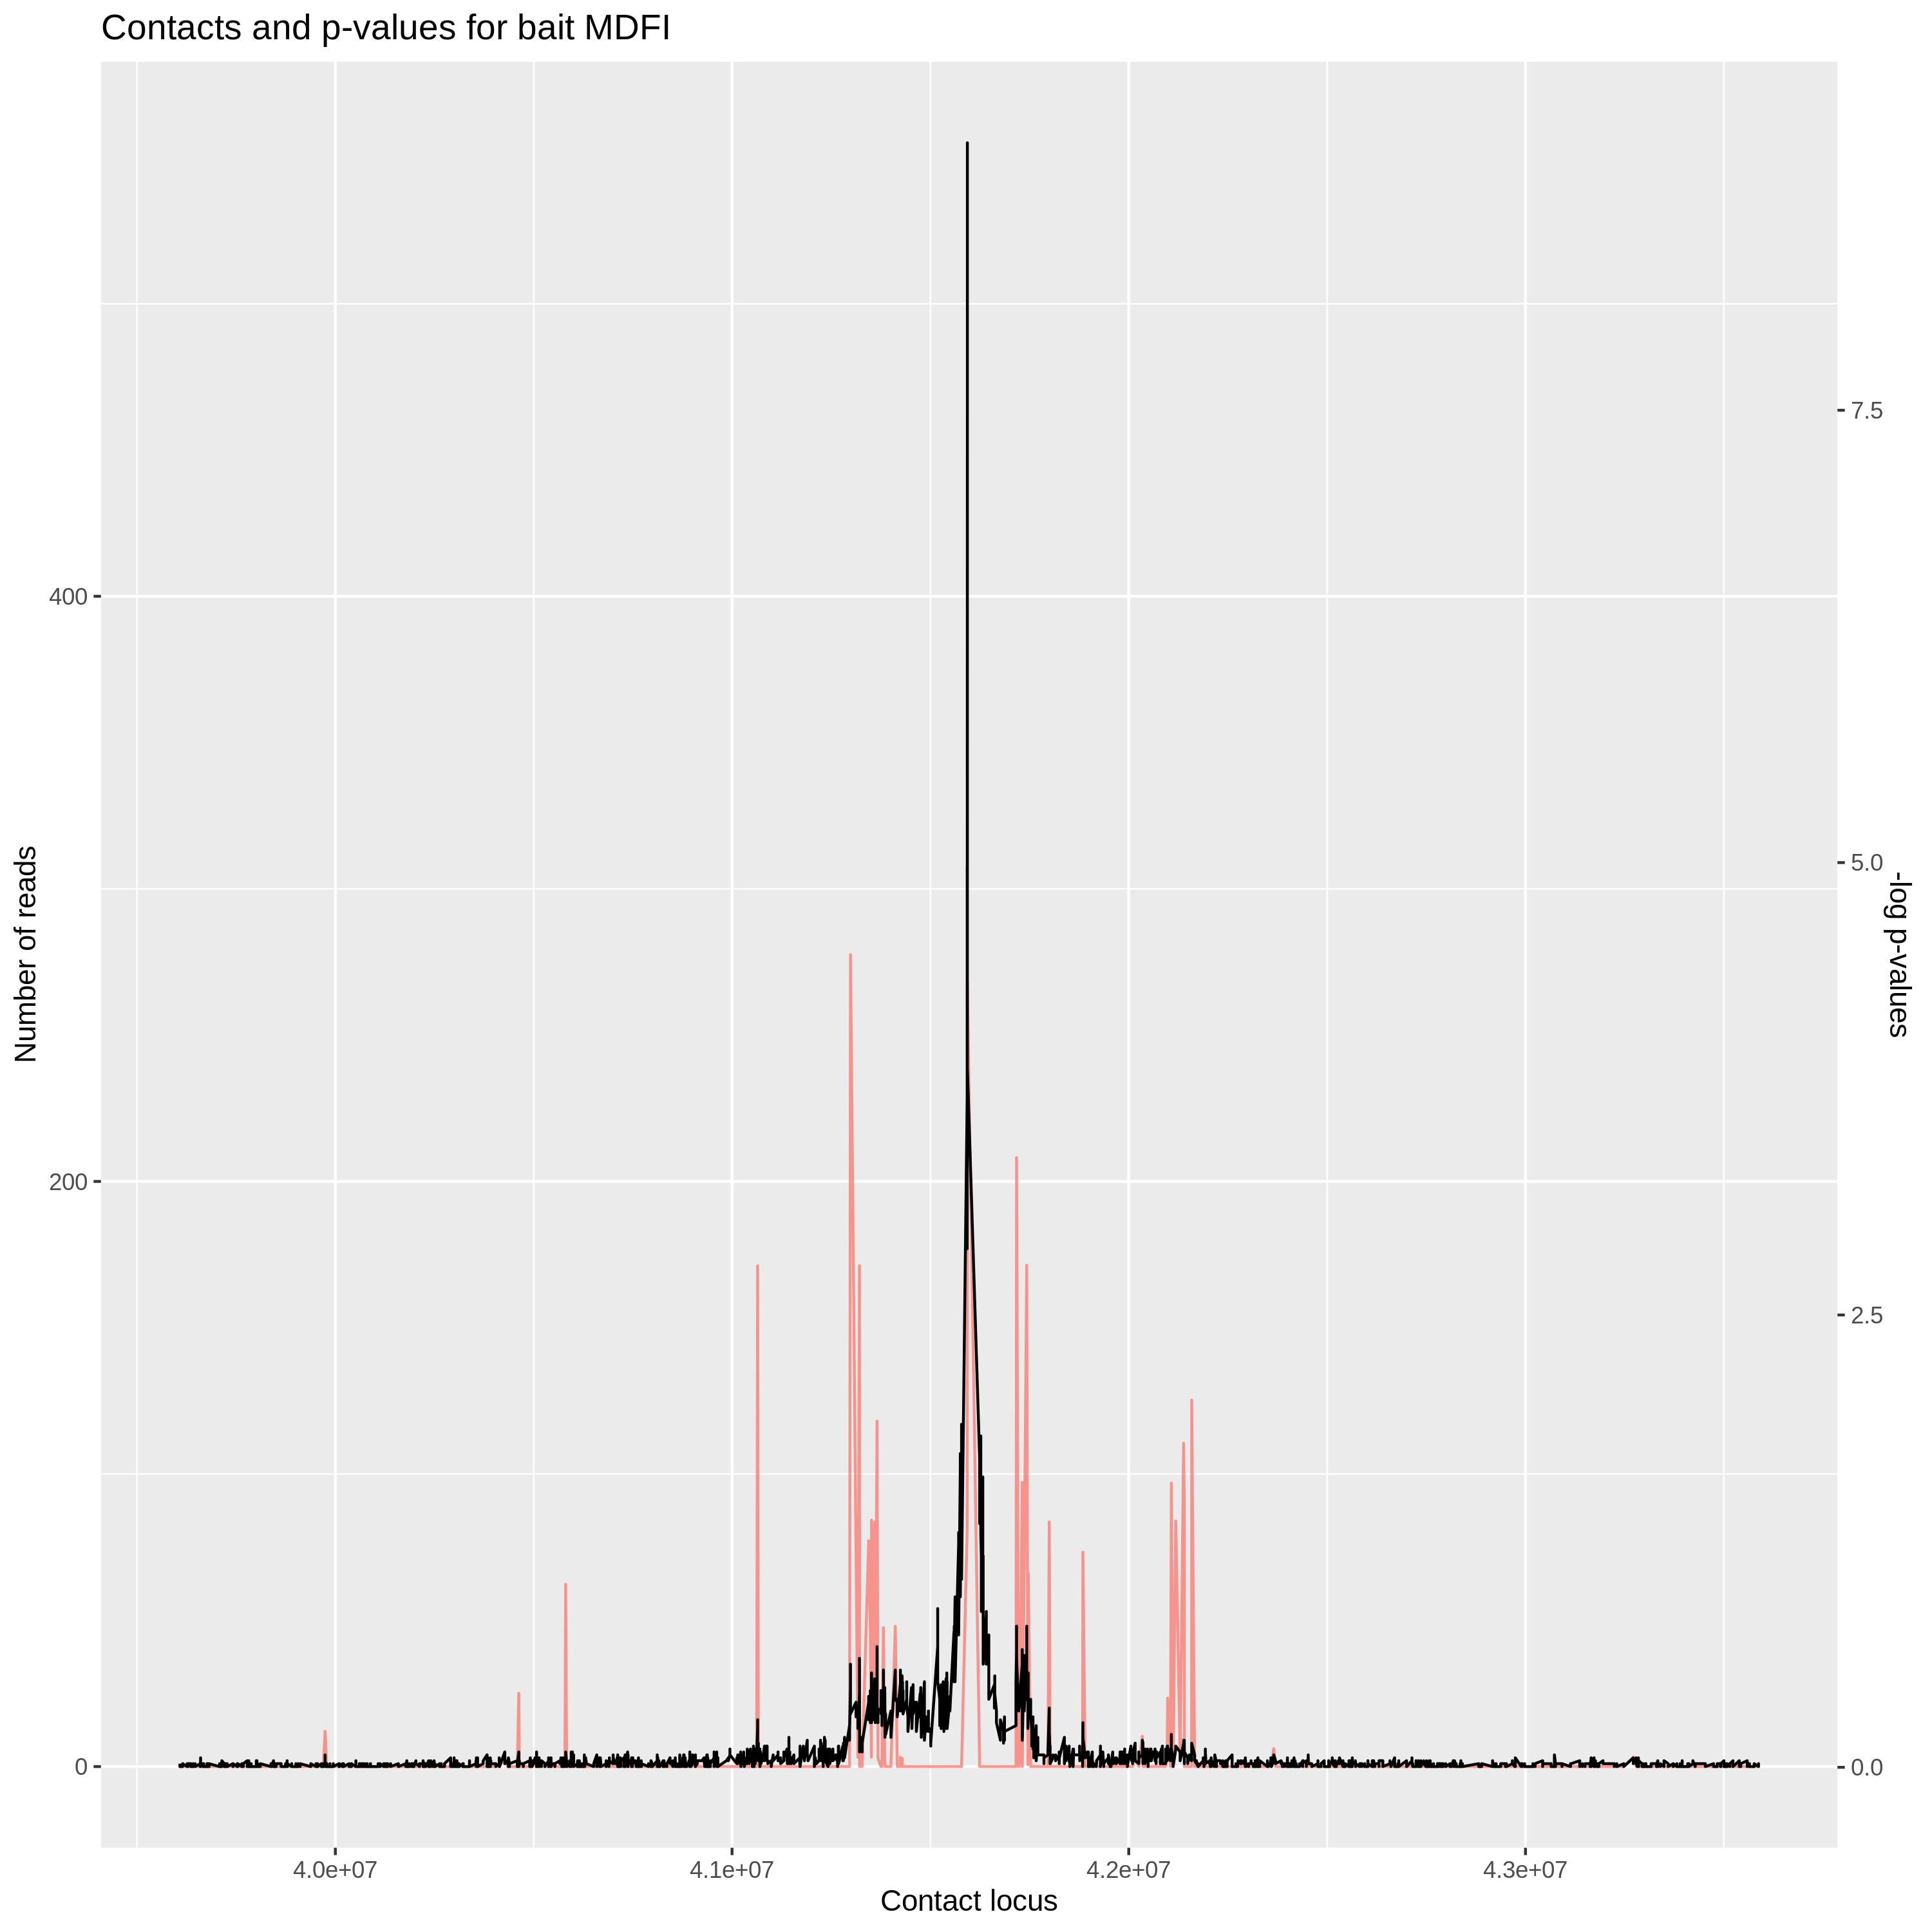 Contacts and p-values for bait MDFI
Number of reads
400
200
0
7.5
5.0
2.5
0.0
-log p-values
4.0e+07
4.1e+07
4.2e+07
4.3e+07
Contact locus